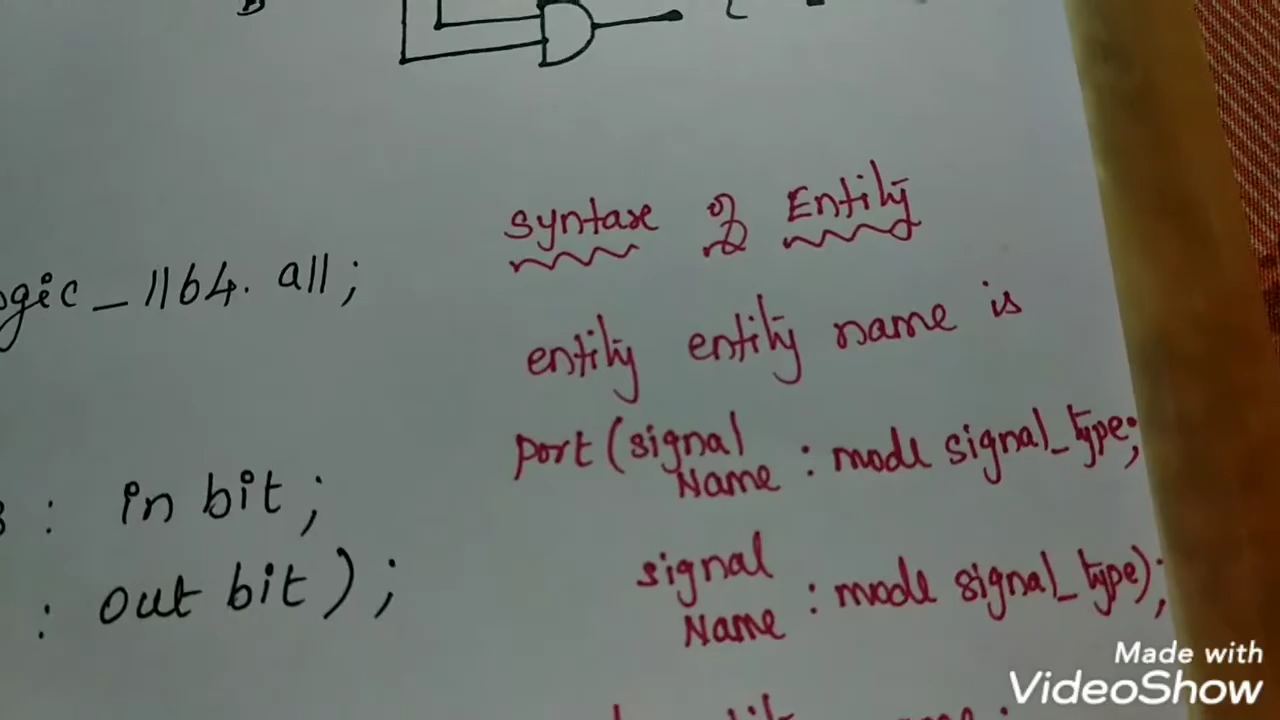 B
Syntax of Entity
ogic_1164. all;
entity entity name is
port (signal Name : mode signal_type;
: in bit;
signal Name : mode signal_type);
: out bit );
Made with
VideoShow